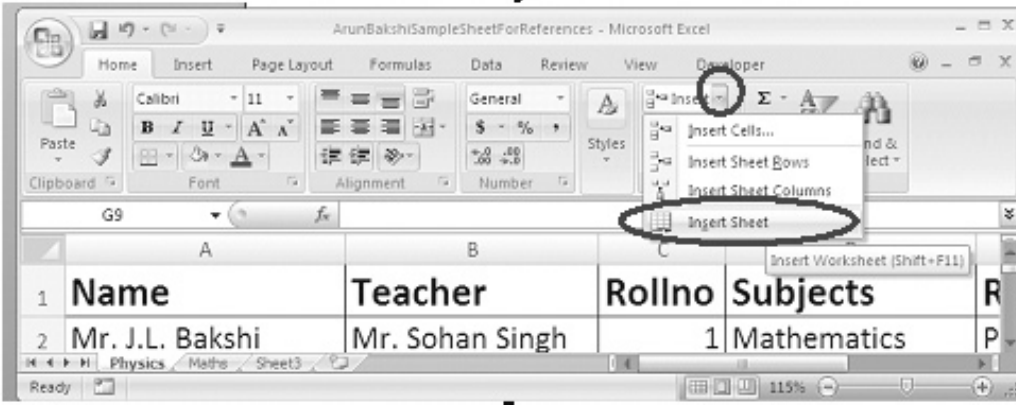 ArunBakshiSampleSheetForReferences - Microsoft Excel
Home Insert Page Layout Formulas Data Review View Developer
Calibri 11 General Insert Σ
Paste B I U A A $ % , Styles
Insert Cells...
Insert Sheet Rows
Insert Sheet Columns
Insert Sheet
Insert Worksheet (Shift+F11)
Clipboard Font Alignment Number
G9 fx
A B C
1 Name Teacher Rollno Subjects R
2 Mr. J.L. Bakshi Mr. Sohan Singh 1 Mathematics P
Physics Maths Sheet3
Ready 115%